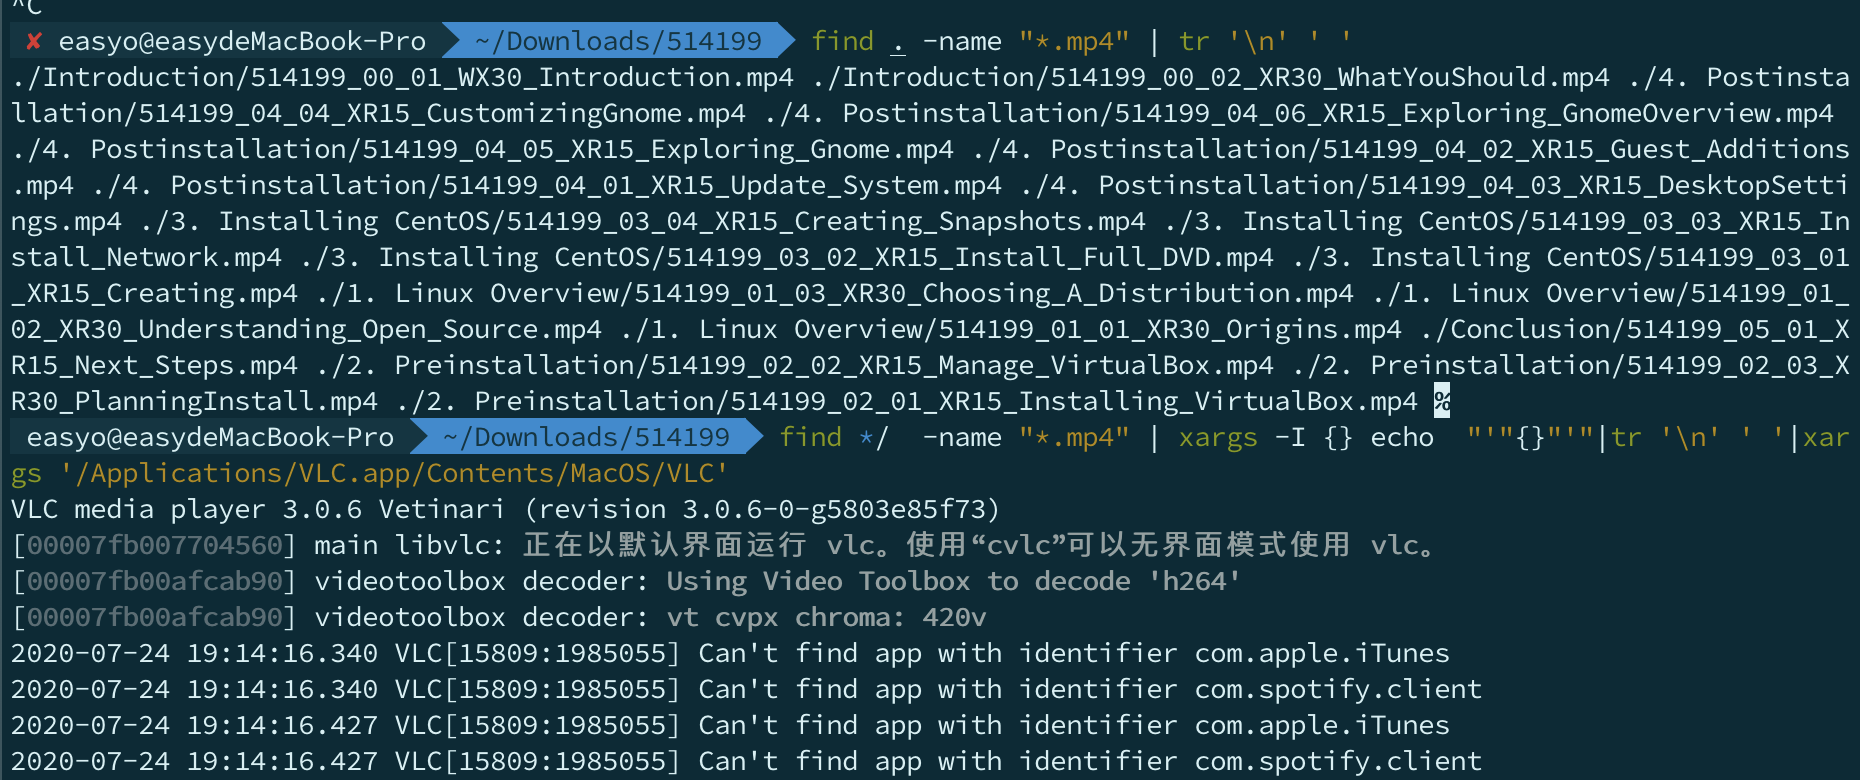 ^C
✘ easyo@easydeMacBook-Pro ~/Downloads/514199 find . -name "*.mp4" | tr '\n' ' '
./Introduction/514199_00_01_WX30_Introduction.mp4 ./Introduction/514199_00_02_XR30_WhatYouShould.mp4 ./4. Postinsta
llation/514199_04_04_XR15_CustomizingGnome.mp4 ./4. Postinstallation/514199_04_06_XR15_Exploring_GnomeOverview.mp4
./4. Postinstallation/514199_04_05_XR15_Exploring_Gnome.mp4 ./4. Postinstallation/514199_04_02_XR15_Guest_Additions
.mp4 ./4. Postinstallation/514199_04_01_XR15_Update_System.mp4 ./4. Postinstallation/514199_04_03_XR15_DesktopSetti
ngs.mp4 ./3. Installing CentOS/514199_03_04_XR15_Creating_Snapshots.mp4 ./3. Installing CentOS/514199_03_03_XR15_In
stall_Network.mp4 ./3. Installing CentOS/514199_03_02_XR15_Install_Full_DVD.mp4 ./3. Installing CentOS/514199_03_01
_XR15_Creating.mp4 ./1. Linux Overview/514199_01_03_XR30_Choosing_A_Distribution.mp4 ./1. Linux Overview/514199_01_
02_XR30_Understanding_Open_Source.mp4 ./1. Linux Overview/514199_01_01_XR30_Origins.mp4 ./Conclusion/514199_05_01_X
R15_Next_Steps.mp4 ./2. Preinstallation/514199_02_02_XR15_Manage_VirtualBox.mp4 ./2. Preinstallation/514199_02_03_X
R30_PlanningInstall.mp4 ./2. Preinstallation/514199_02_01_XR15_Installing_VirtualBox.mp4 %
easyo@easydeMacBook-Pro ~/Downloads/514199 find */  -name "*.mp4" | xargs -I {} echo  "'"{}"'"|tr '\n' ' '|xar
gs '/Applications/VLC.app/Contents/MacOS/VLC'
VLC media player 3.0.6 Vetinari (revision 3.0.6-0-g5803e85f73)
[00007fb007704560] main libvlc: 正在以默认界面运行 vlc。使用“cvlc”可以无界面模式使用 vlc。
[00007fb00afcab90] videotoolbox decoder: Using Video Toolbox to decode 'h264'
[00007fb00afcab90] videotoolbox decoder: vt cvpx chroma: 420v
2020-07-24 19:14:16.340 VLC[15809:1985055] Can't find app with identifier com.apple.iTunes
2020-07-24 19:14:16.340 VLC[15809:1985055] Can't find app with identifier com.spotify.client
2020-07-24 19:14:16.427 VLC[15809:1985055] Can't find app with identifier com.apple.iTunes
2020-07-24 19:14:16.427 VLC[15809:1985055] Can't find app with identifier com.spotify.client